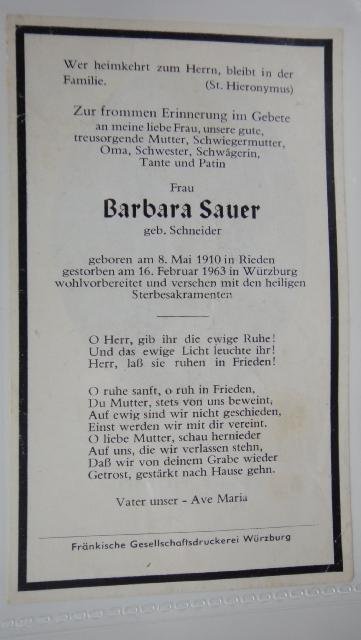 Wer heimkehrt zum Herrn, bleibt in der
Familie. (St. Hieronymus)
Zur frommen Erinnerung im Gebete
an meine liebe Frau, unsere gute,
treusorgende Mutter, Schwiegermutter,
Oma, Schwester, Schwägerin,
Tante und Patin
Frau
Barbara Sauer
geb. Schneider
geboren am 8. Mai 1910 in Rieden
gestorben am 16. Februar 1963 in Würzburg
wohlvorbereitet und versehen mit den heiligen
Sterbesakramenten
O Herr, gib ihr die ewige Ruhe!
Und das ewige Licht leuchte ihr!
Herr, laß sie ruhen in Frieden!
O ruhe sanft, o ruh in Frieden,
Du Mutter, stets von uns beweint,
Auf ewig sind wir nicht geschieden,
Einst werden wir mit dir vereint.
O liebe Mutter, schau hernieder
Auf uns, die wir verlassen stehn,
Daß wir von deinem Grabe wieder
Getrost, gestärkt nach Hause gehn.
Vater unser - Ave Maria
Fränkische Gesellschaftsdruckerei Würzburg